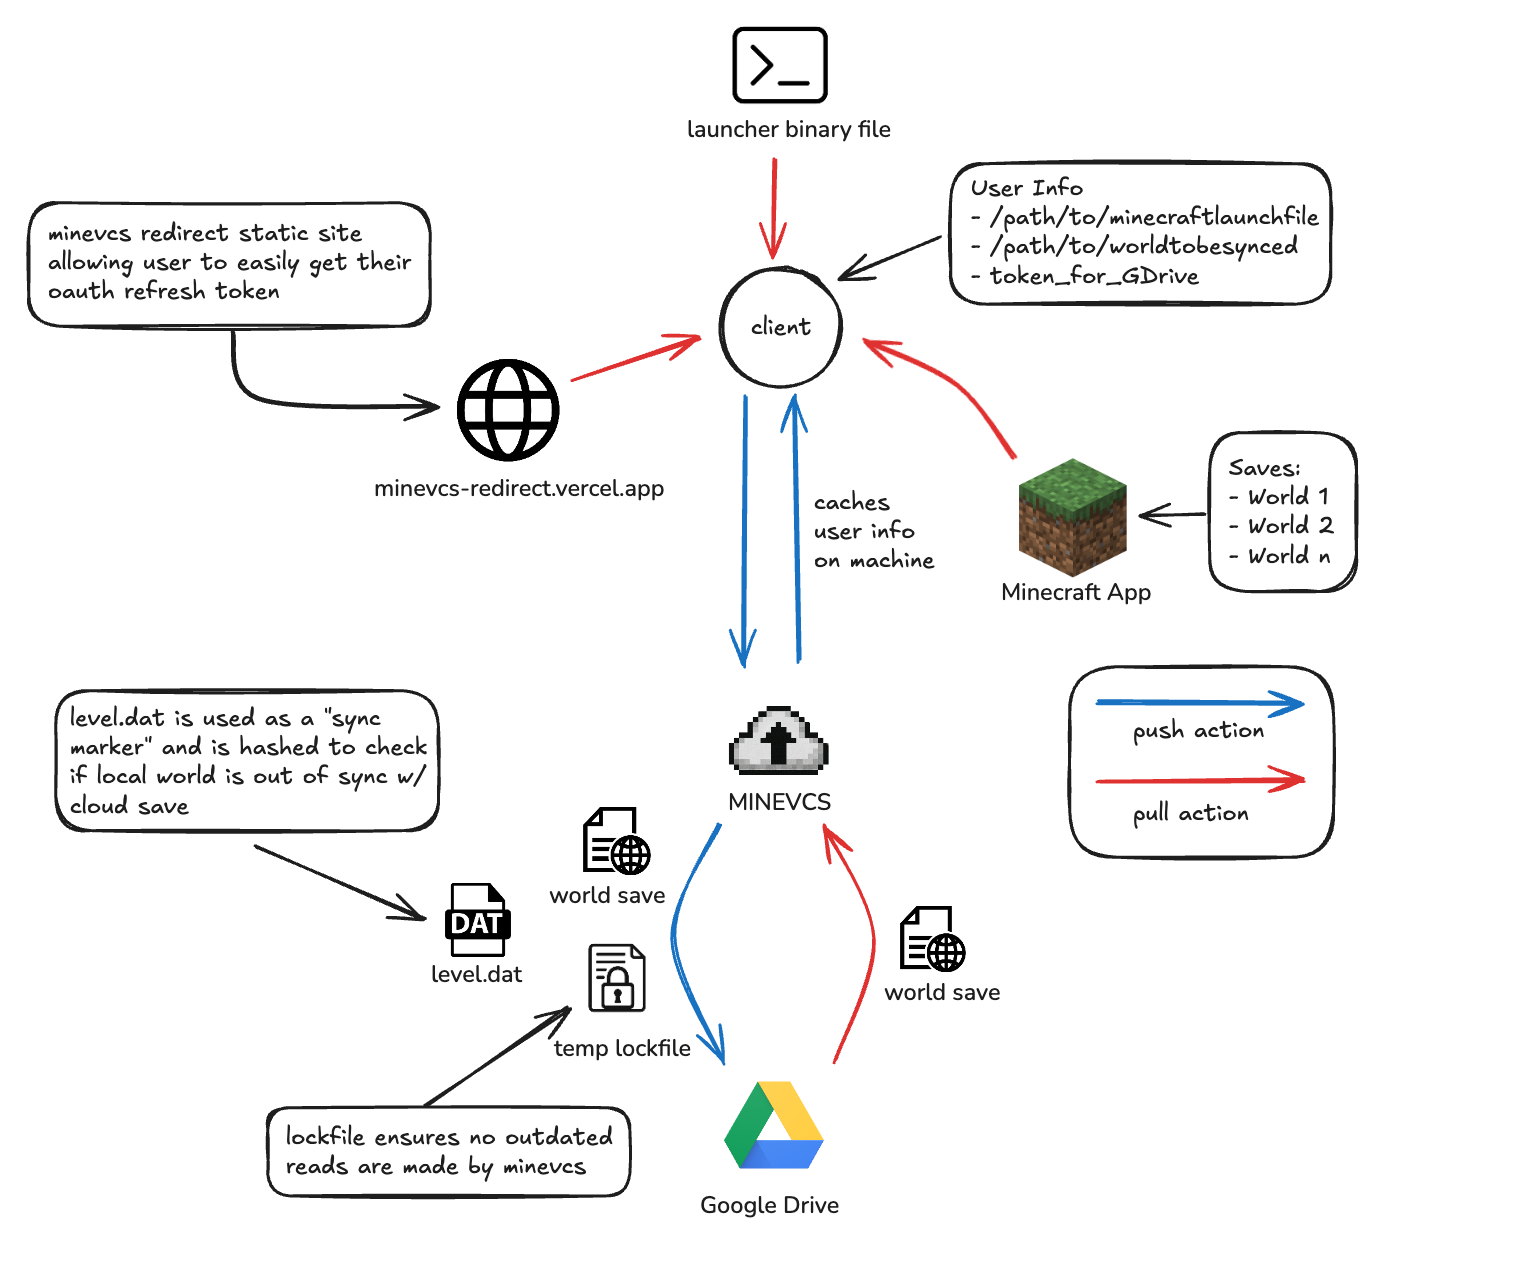 launcher binary file
User Info
- /path/to/minecraftlaunchfile
- /path/to/worldtobesynced
- token_for_GDrive
minevcs redirect static site
allowing user to easily get their
oauth refresh token
client
minevcs-redirect.vercel.app
caches
user info
on machine
Saves:
- World 1
- World 2
- World n
Minecraft App
push action
pull action
level.dat is used as a "sync
marker" and is hashed to check
if local world is out of sync w/
cloud save
MINEVCS
world save
DAT
level.dat
world save
temp lockfile
lockfile ensures no outdated
reads are made by minevcs
Google Drive